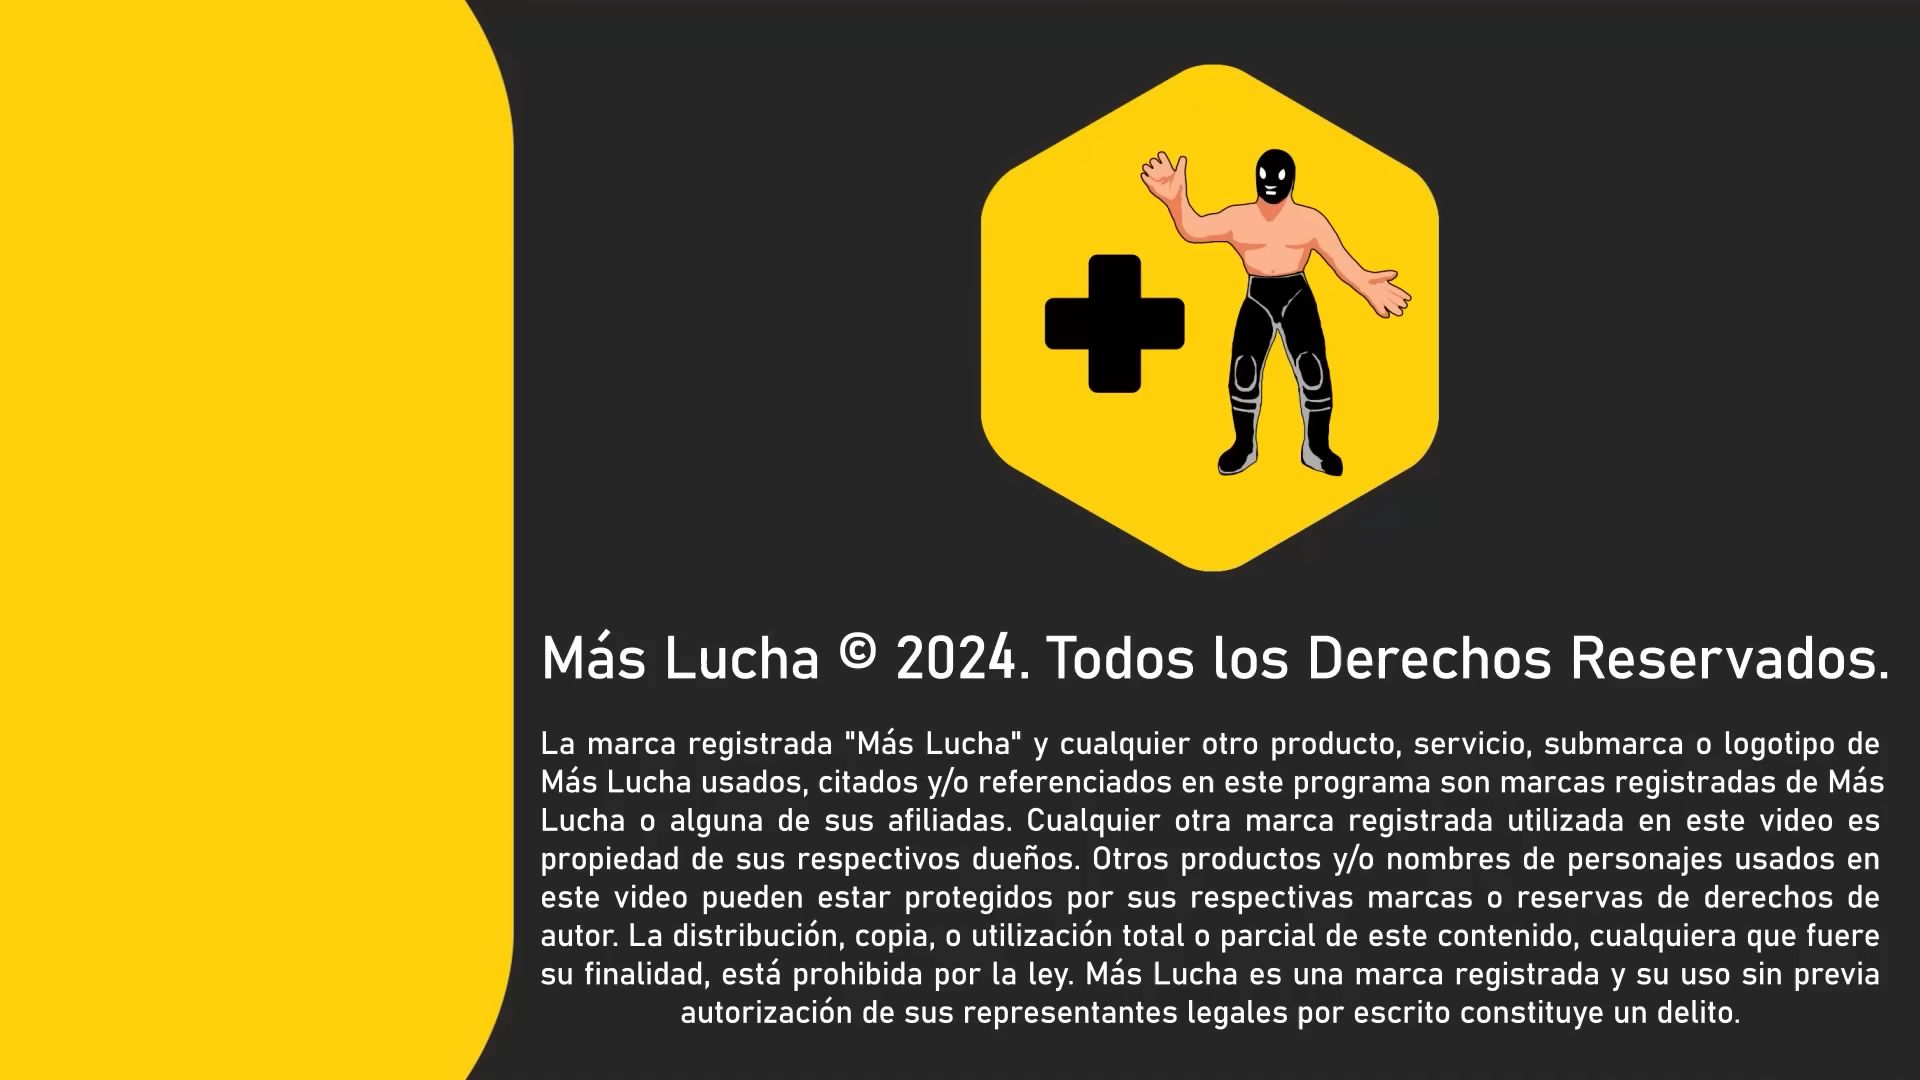 Más Lucha © 2024. Todos los Derechos Reservados.
La marca registrada "Más Lucha" y cualquier otro producto, servicio, submarca o logotipo de
Más Lucha usados, citados y/o referenciados en este programa son marcas registradas de Más
Lucha o alguna de sus afiliadas. Cualquier otra marca registrada utilizada en este video es
propiedad de sus respectivos dueños. Otros productos y/o nombres de personajes usados en
este video pueden estar protegidos por sus respectivas marcas o reservas de derechos de
autor. La distribución, copia, o utilización total o parcial de este contenido, cualquiera que fuere
su finalidad, está prohibida por la ley. Más Lucha es una marca registrada y su uso sin previa
autorización de sus representantes legales por escrito constituye un delito.